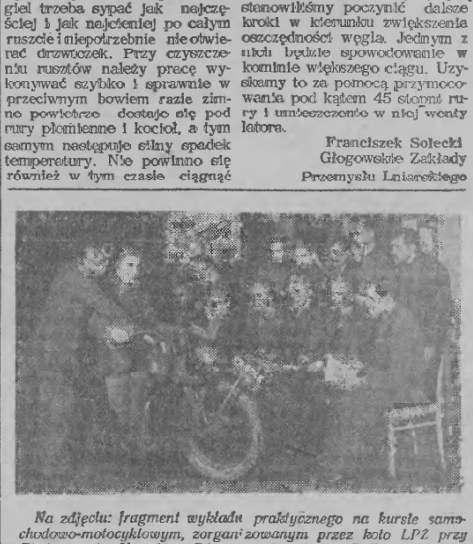 giel trzeba sypać jak najczę-
ściej i jak najcieniej po całym
ruszcie i niepotrzebnie nie otwie-
rać drzwiczek. Przy czyszcze-
niu rusztów należy pracę wy-
konywać szybko i sprawnie w
przeciwnym bowiem razie zim-
ne powietrze dostaje się pod
rury płomienne i kocioł, a tym
samym następuje silny spadek
temperatury. Nie powinno się
również w tym czasie ciągnąć
stanowiliśmy poczynić dalsze
kroki w kierunku zwiększenia
oszczędności węgla. Jednym z
nich będzie spowodowanie w
kominie większego ciągu. Uzy-
skamy to za pomocą przymoco-
wania pod kątem 45 stopni ru-
ry i umieszczenie w niej wenty
latora.
Franciszek Solecki
Głogowskie Zakłady
Przemysłu Lniarskiego
Na zdjęciu: fragment wykładu praktycznego na kursie samo-
chodowo-motocyklowym, zorganizowanym przez koło LPŻ przy